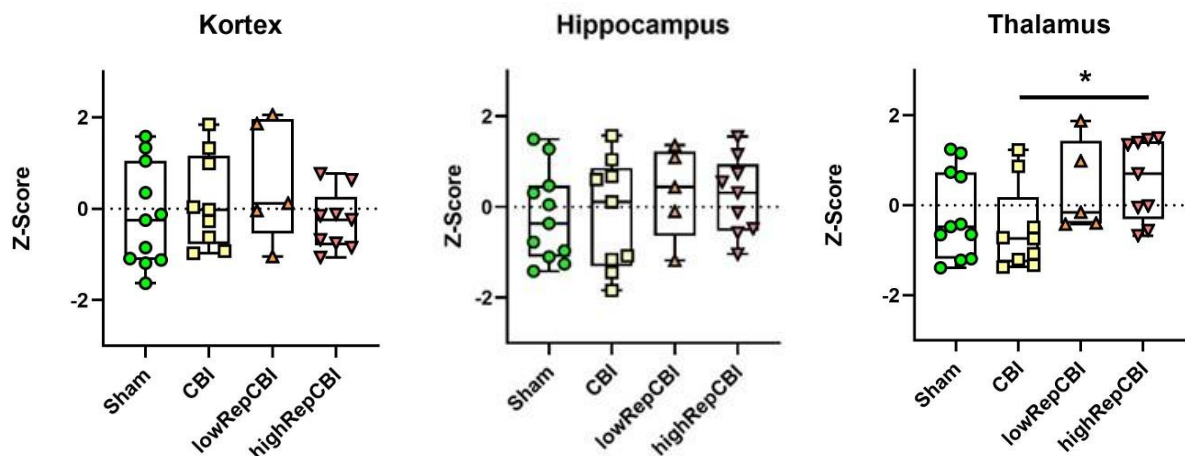 Kortex
Hippocampus
Thalamus
*
Z-Score
2
0
-2
Sham
CBI
lowRepCBI
highRepCBI
Z-Score
2
0
-2
Sham
CBI
lowRepCBI
highRepCBI
Z-Score
2
0
-2
Sham
CBI
lowRepCBI
highRepCBI